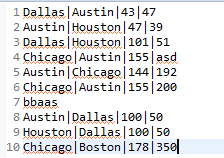 1 Dallas|Austin|43|47
2 Austin|Houston|47|39
3 Dallas|Houston|101|51
4 Chicago|Austin|155|asd
5 Austin|Chicago|144|192
6 Chicago|Austin|155|200
7 bbaas
8 Austin|Dallas|100|50
9 Houston|Dallas|100|50
10 Chicago|Boston|178|350